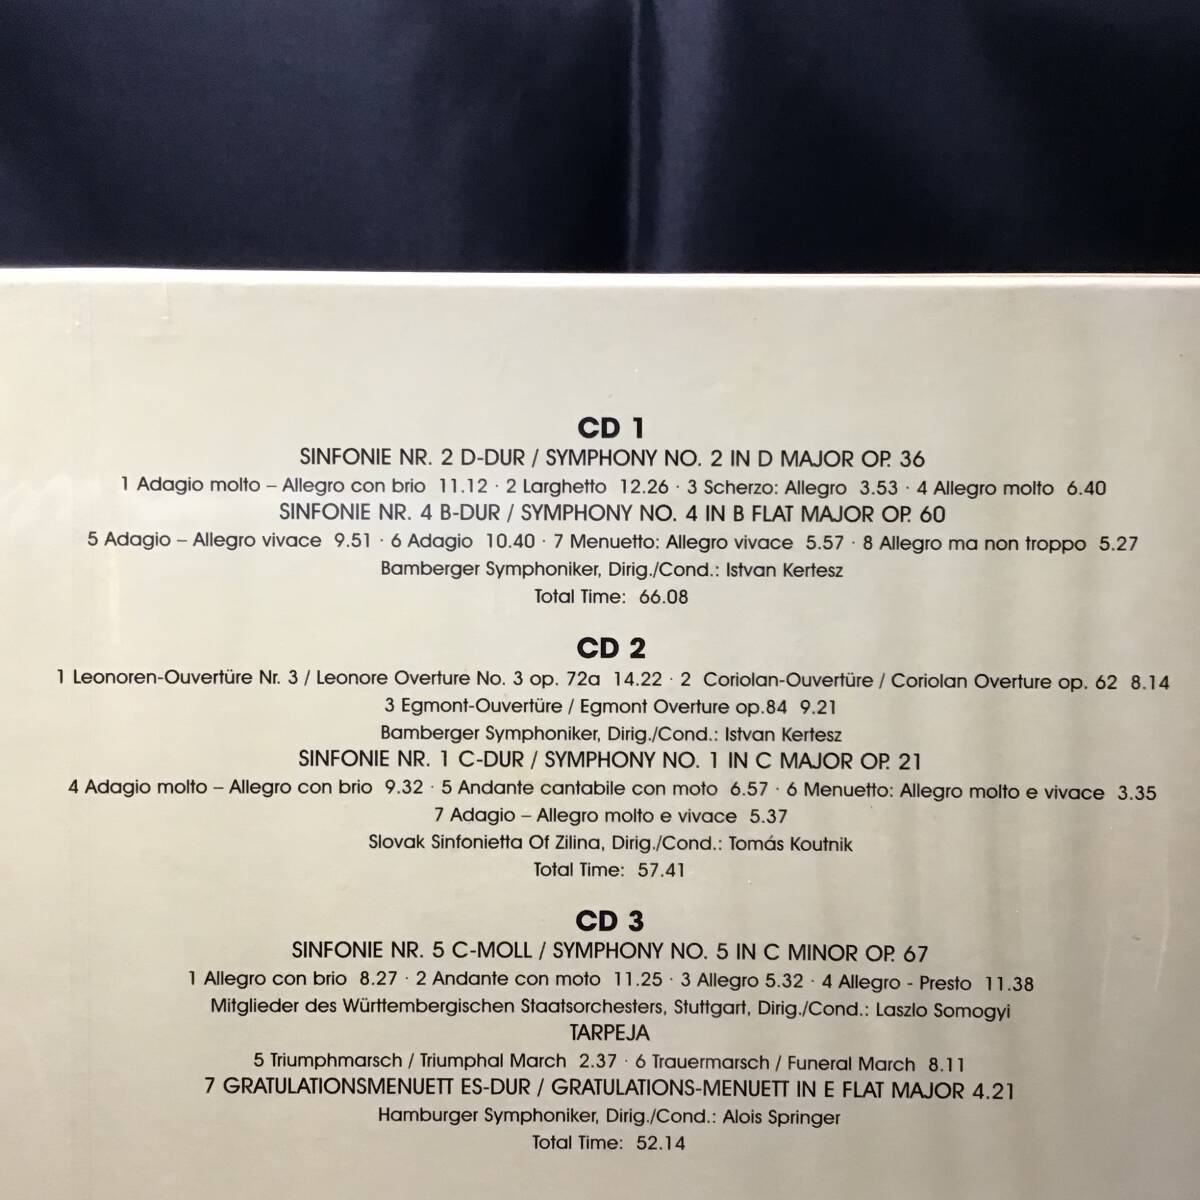 CD 1
SINFONIE NR. 2 D-DUR / SYMPHONY NO. 2 IN D MAJOR OP. 36
1 Adagio molto – Allegro con brio 11.12 · 2 Larghetto 12.26 · 3 Scherzo: Allegro 3.53 · 4 Allegro molto 6.40
SINFONIE NR. 4 B-DUR / SYMPHONY NO. 4 IN B FLAT MAJOR OP. 60
5 Adagio – Allegro vivace 9.51 · 6 Adagio 10.40 · 7 Menuetto: Allegro vivace 5.57 · 8 Allegro ma non troppo 5.27
Bamberger Symphoniker, Dirig./Cond.: Istvan Kertesz
Total Time: 66.08
CD 2
1 Leonoren-Ouvertüre Nr. 3 / Leonore Overture No. 3 op. 72a 14.22 · 2 Coriolan-Ouvertüre / Coriolan Overture op. 62 8.14
3 Egmont-Ouvertüre / Egmont Overture op.84 9.21
Bamberger Symphoniker, Dirig./Cond.: Istvan Kertesz
SINFONIE NR. 1 C-DUR / SYMPHONY NO. 1 IN C MAJOR OP. 21
4 Adagio molto – Allegro con brio 9.32 · 5 Andante cantabile con moto 6.57 · 6 Menuetto: Allegro molto e vivace 3.35
7 Adagio – Allegro molto e vivace 5.37
Slovak Sinfonietta Of Zilina, Dirig./Cond.: Tomás Koutnik
Total Time: 57.41
CD 3
SINFONIE NR. 5 C-MOLL / SYMPHONY NO. 5 IN C MINOR OP. 67
1 Allegro con brio 8.27 · 2 Andante con moto 11.25 · 3 Allegro 5.32 · 4 Allegro - Presto 11.38
Mitglieder des Württembergischen Staatsorchesters, Stuttgart, Dirig./Cond.: Laszlo Somogyi
TARPEJA
5 Triumphmarsch / Triumphal March 2.37 · 6 Trauermarsch / Funeral March 8.11
7 GRATULATIONSMENUETT ES-DUR / GRATULATIONS-MENUETT IN E FLAT MAJOR 4.21
Hamburger Symphoniker, Dirig./Cond.: Alois Springer
Total Time: 52.14